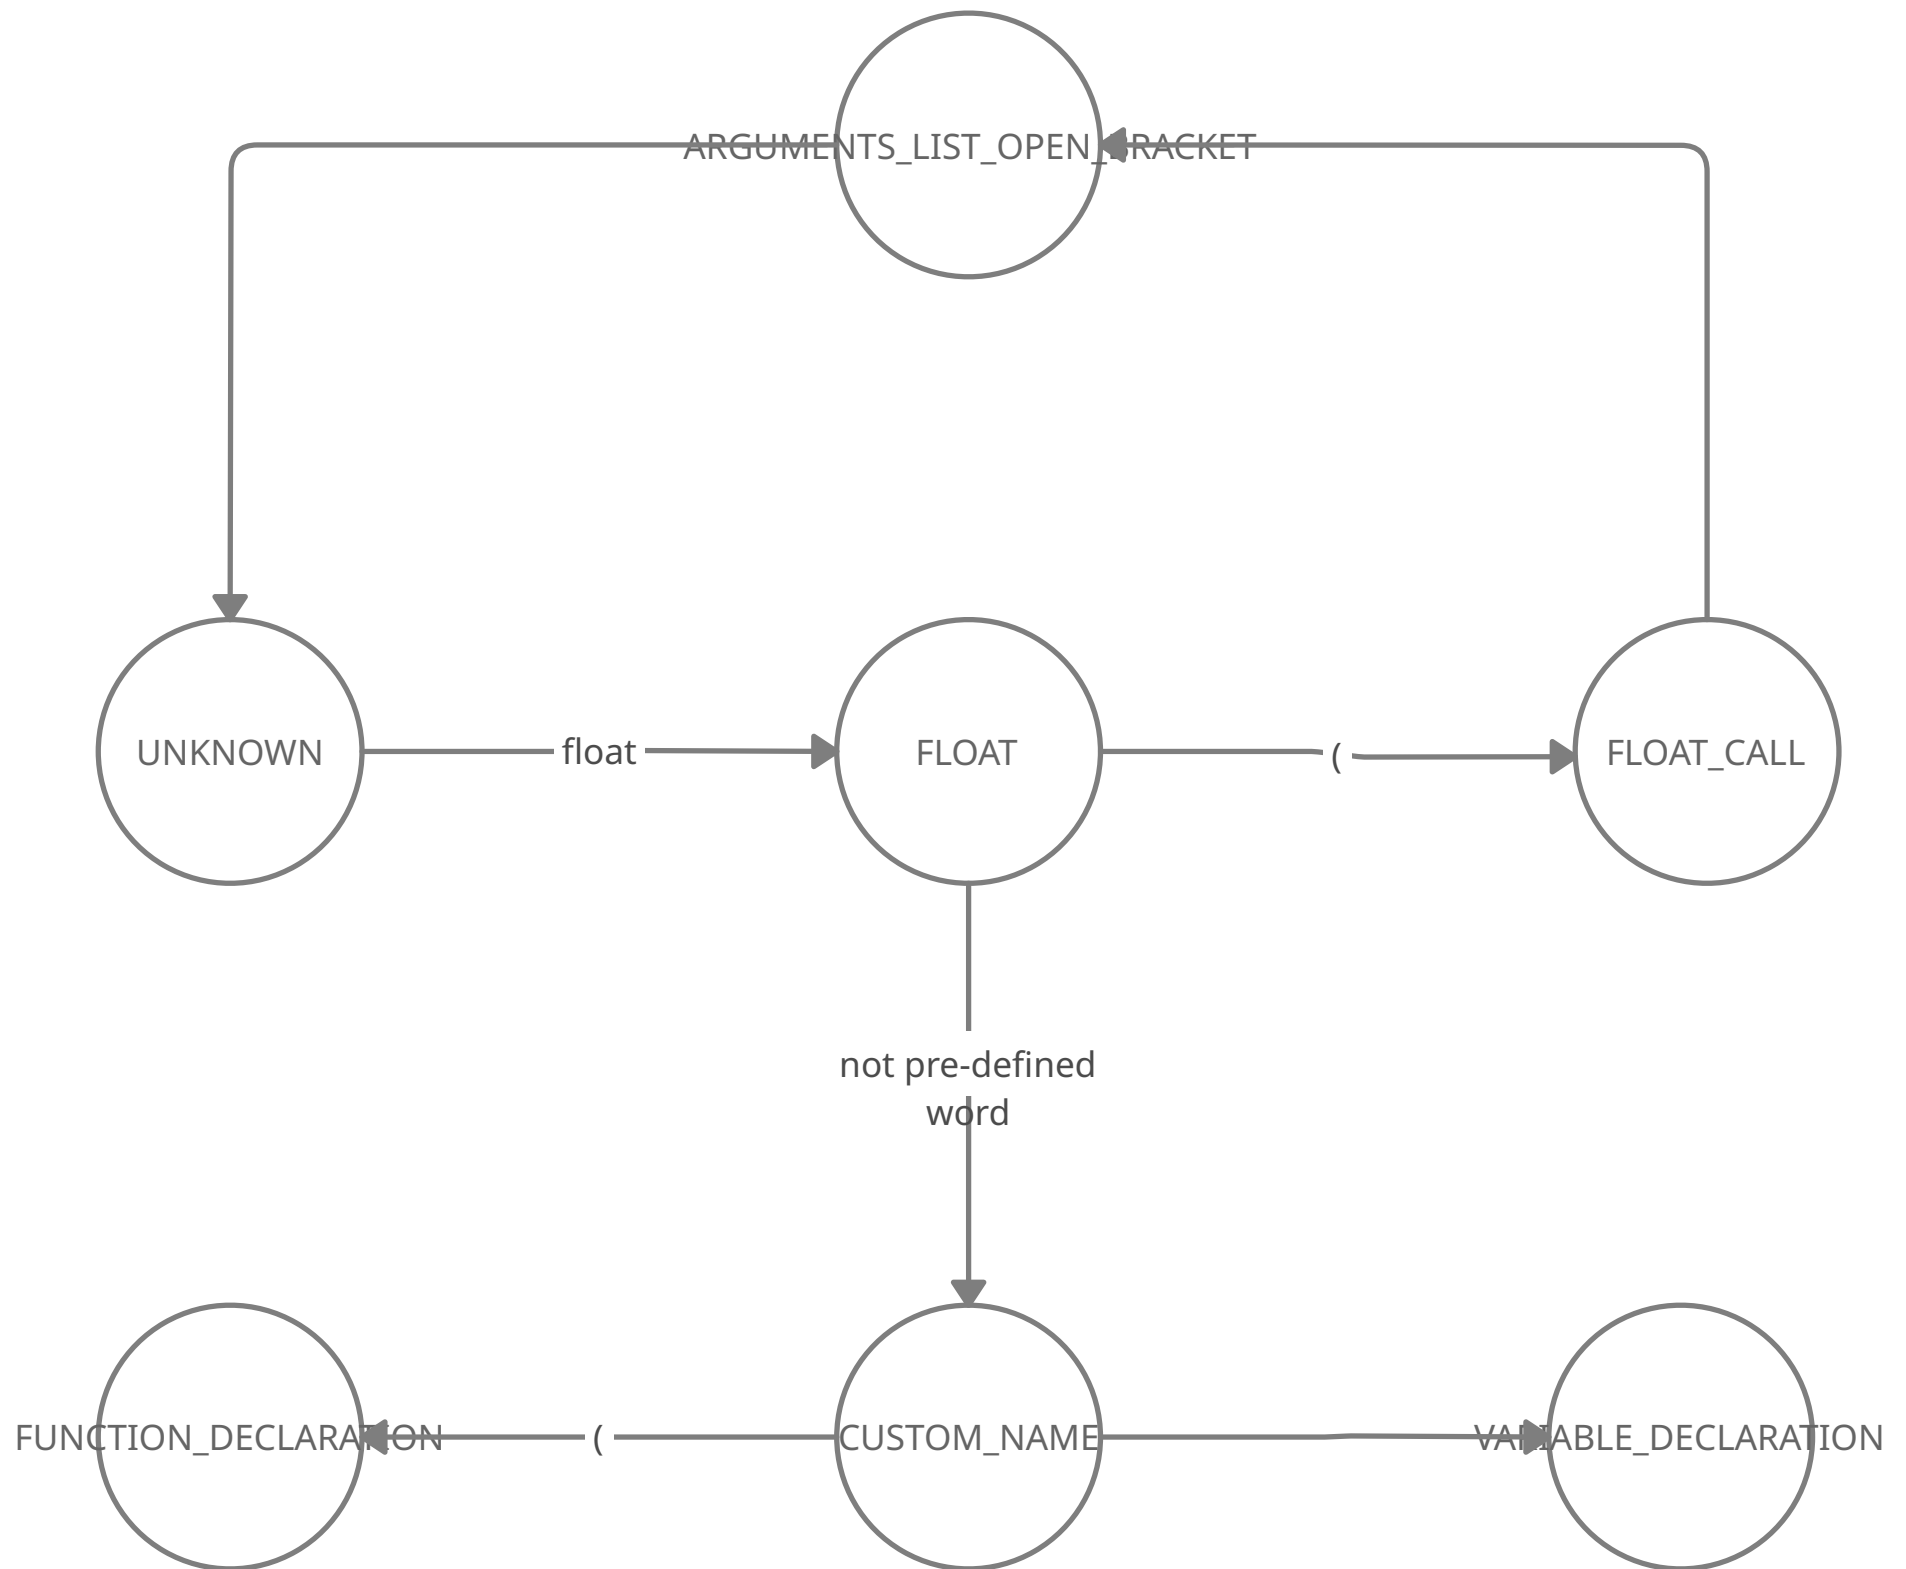 ARGUMENTS_LIST_OPEN_BRACKET
UNKNOWN
float
FLOAT
(
FLOAT_CALL
not pre-defined
word
FUNCTION_DECLARATION
(
CUSTOM_NAME
VARIABLE_DECLARATION